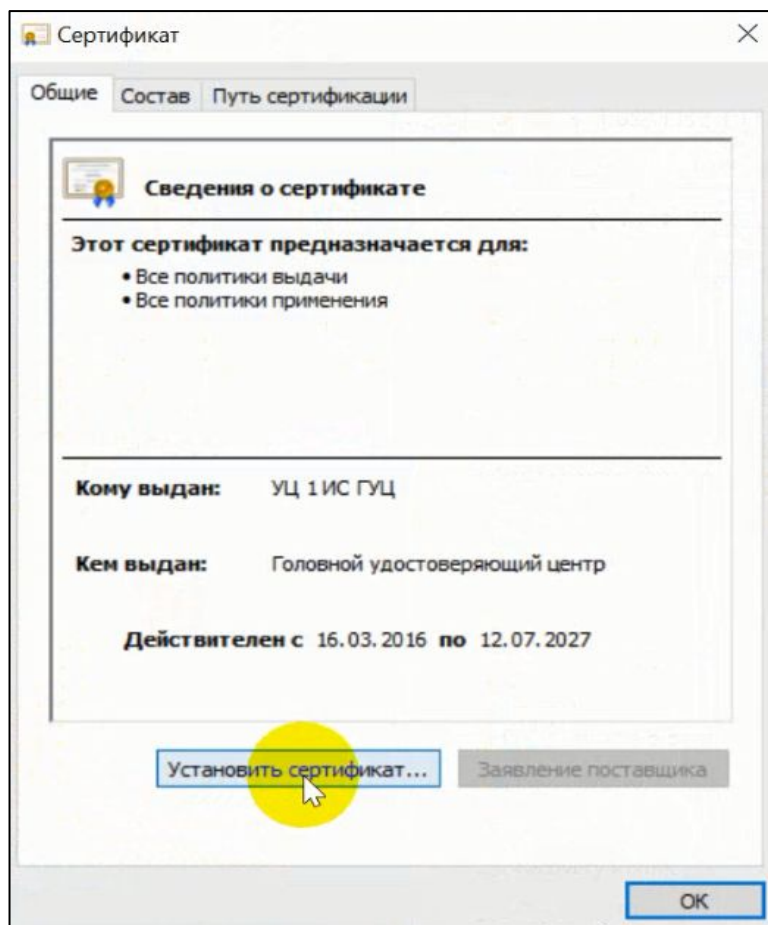 Сертификат
Общие Состав Путь сертификации
Сведения о сертификате
Этот сертификат предназначается для:
• Все политики выдачи
• Все политики применения
Кому выдан: УЦ 1 ИС ГУЦ
Кем выдан: Головной удостоверяющий центр
Действителен с 16.03.2016 по 12.07.2027
Установить сертификат... Заявление поставщика
ОК